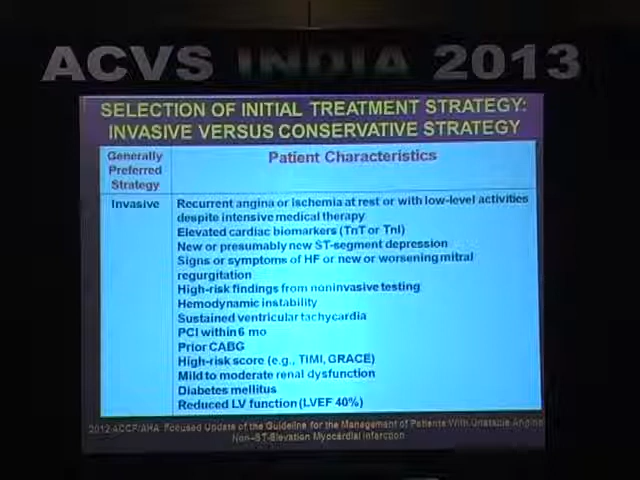 ACVS INDIA 2013
SELECTION OF INITIAL TREATMENT STRATEGY:
INVASIVE VERSUS CONSERVATIVE STRATEGY
Generally
Preferred
Strategy
Patient Characteristics
Invasive
Recurrent angina or ischemia at rest or with low-level activities
despite intensive medical therapy
Elevated cardiac biomarkers (TnT or TnI)
New or presumably new ST-segment depression
Signs or symptoms of HF or new or worsening mitral
regurgitation
High-risk findings from noninvasive testing
Hemodynamic instability
Sustained ventricular tachycardia
PCI within 6 mo
Prior CABG
High-risk score (e.g., TIMI, GRACE)
Mild to moderate renal dysfunction
Diabetes mellitus
Reduced LV function (LVEF 40%)
2012 ACCF/AHA Focused Update of the Guideline for the Management of Patients With Unstable Angina/
Non–ST-Elevation Myocardial Infarction